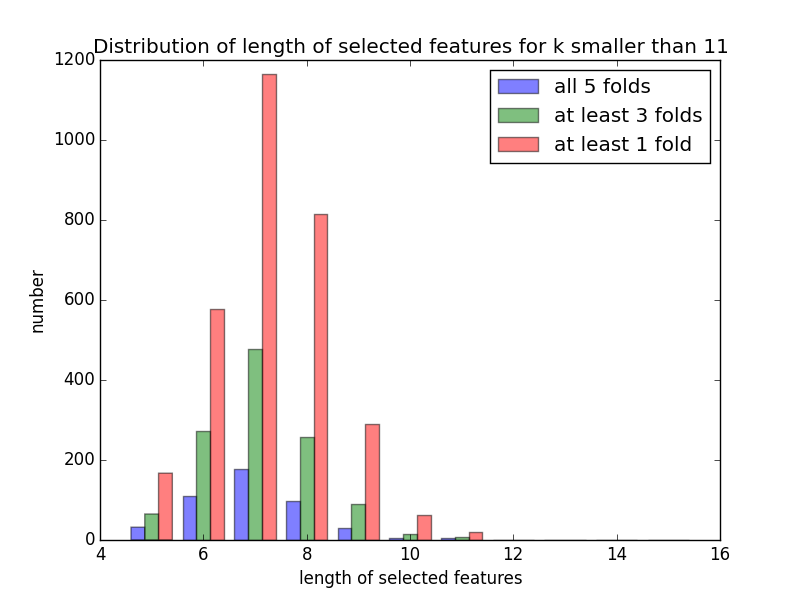 Distribution of length of selected features for k smaller than 11
1200
1000
800
600
400
200
0
number
all 5 folds
at least 3 folds
at least 1 fold
4 6 8 10 12 14 16
length of selected features